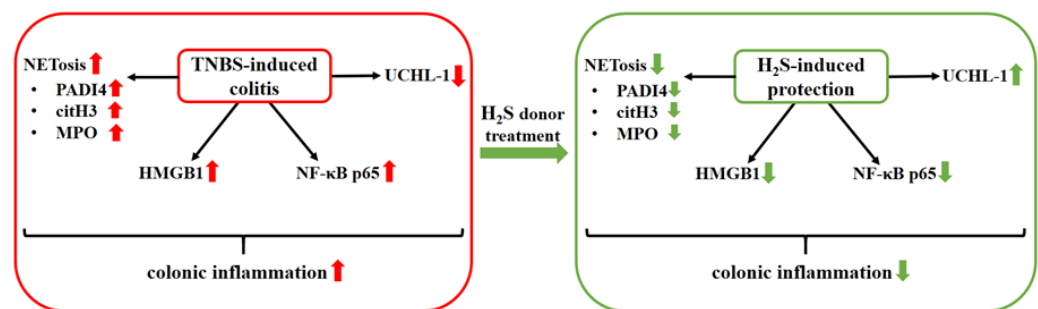 TNBS-induced
colitis
NETosis
• PADI4
• citH3
• MPO
UCHL-1
HMGB1
NF-κB p65
colonic inflammation
H₂S donor
treatment
H₂S-induced
protection
NETosis
• PADI4
• citH3
• MPO
UCHL-1
HMGB1
NF-κB p65
colonic inflammation